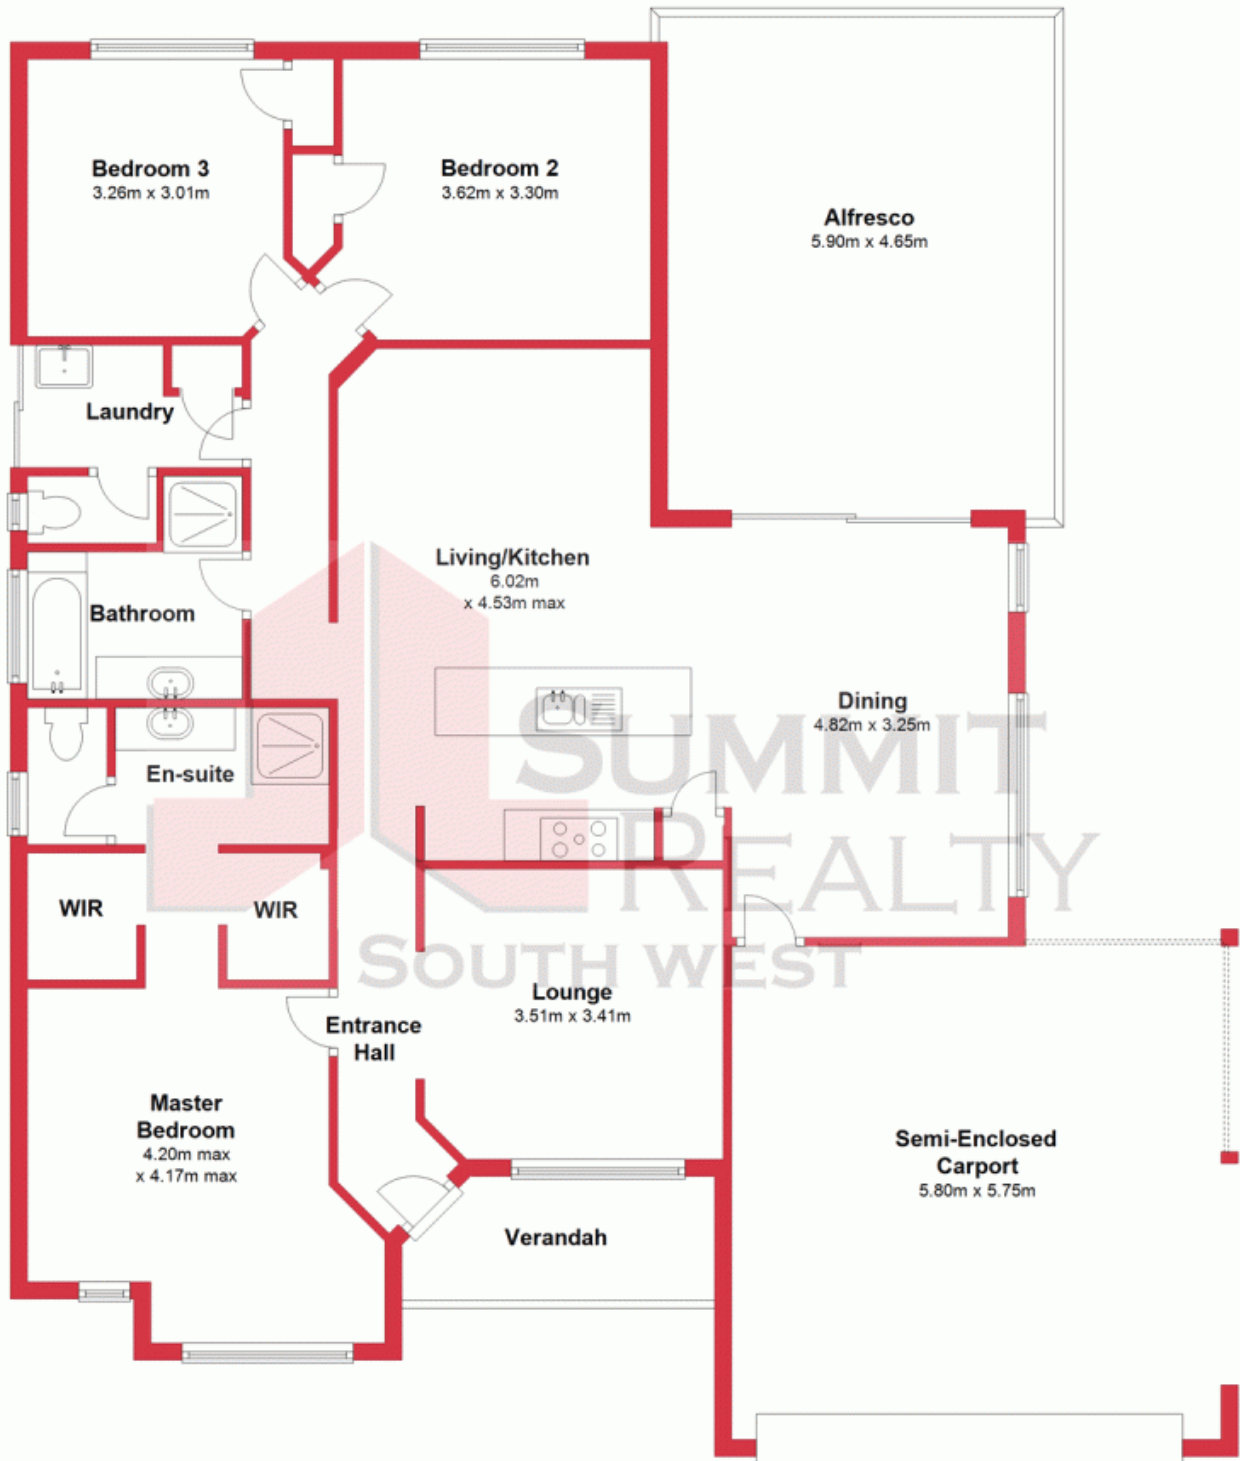 Bedroom 3
3.26m x 3.01m
Bedroom 2
3.62m x 3.30m
Alfresco
5.90m x 4.65m
Laundry
Living/Kitchen
6.02m
x 4.53m max
Bathroom
Dining
4.82m x 3.25m
En-suite
SUMMIT
REALTY
SOUTH WEST
WIR
WIR
Lounge
3.51m x 3.41m
Entrance
Hall
Master
Bedroom
4.20m max
x 4.17m max
Semi-Enclosed
Carport
5.80m x 5.75m
Verandah